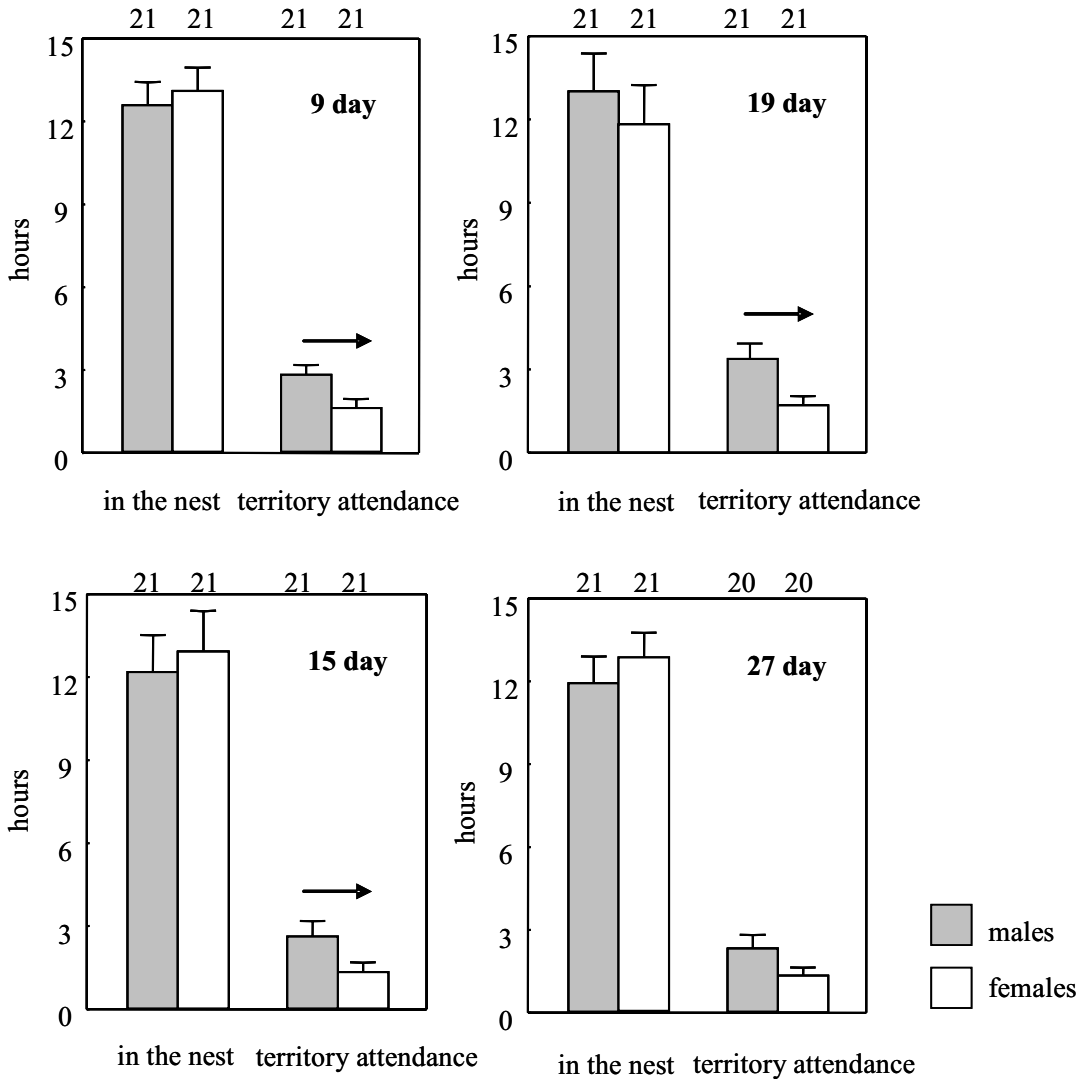 21 21 21 21
15
12
9
6
3
0
hours
9 day
in the nest territory attendance
21 21 21 21
15
12
9
6
3
0
hours
19 day
in the nest territory attendance
21 21 21 21
15
12
9
6
3
0
hours
15 day
in the nest territory attendance
21 21 20 20
15
12
9
6
3
0
hours
27 day
in the nest territory attendance
males
females